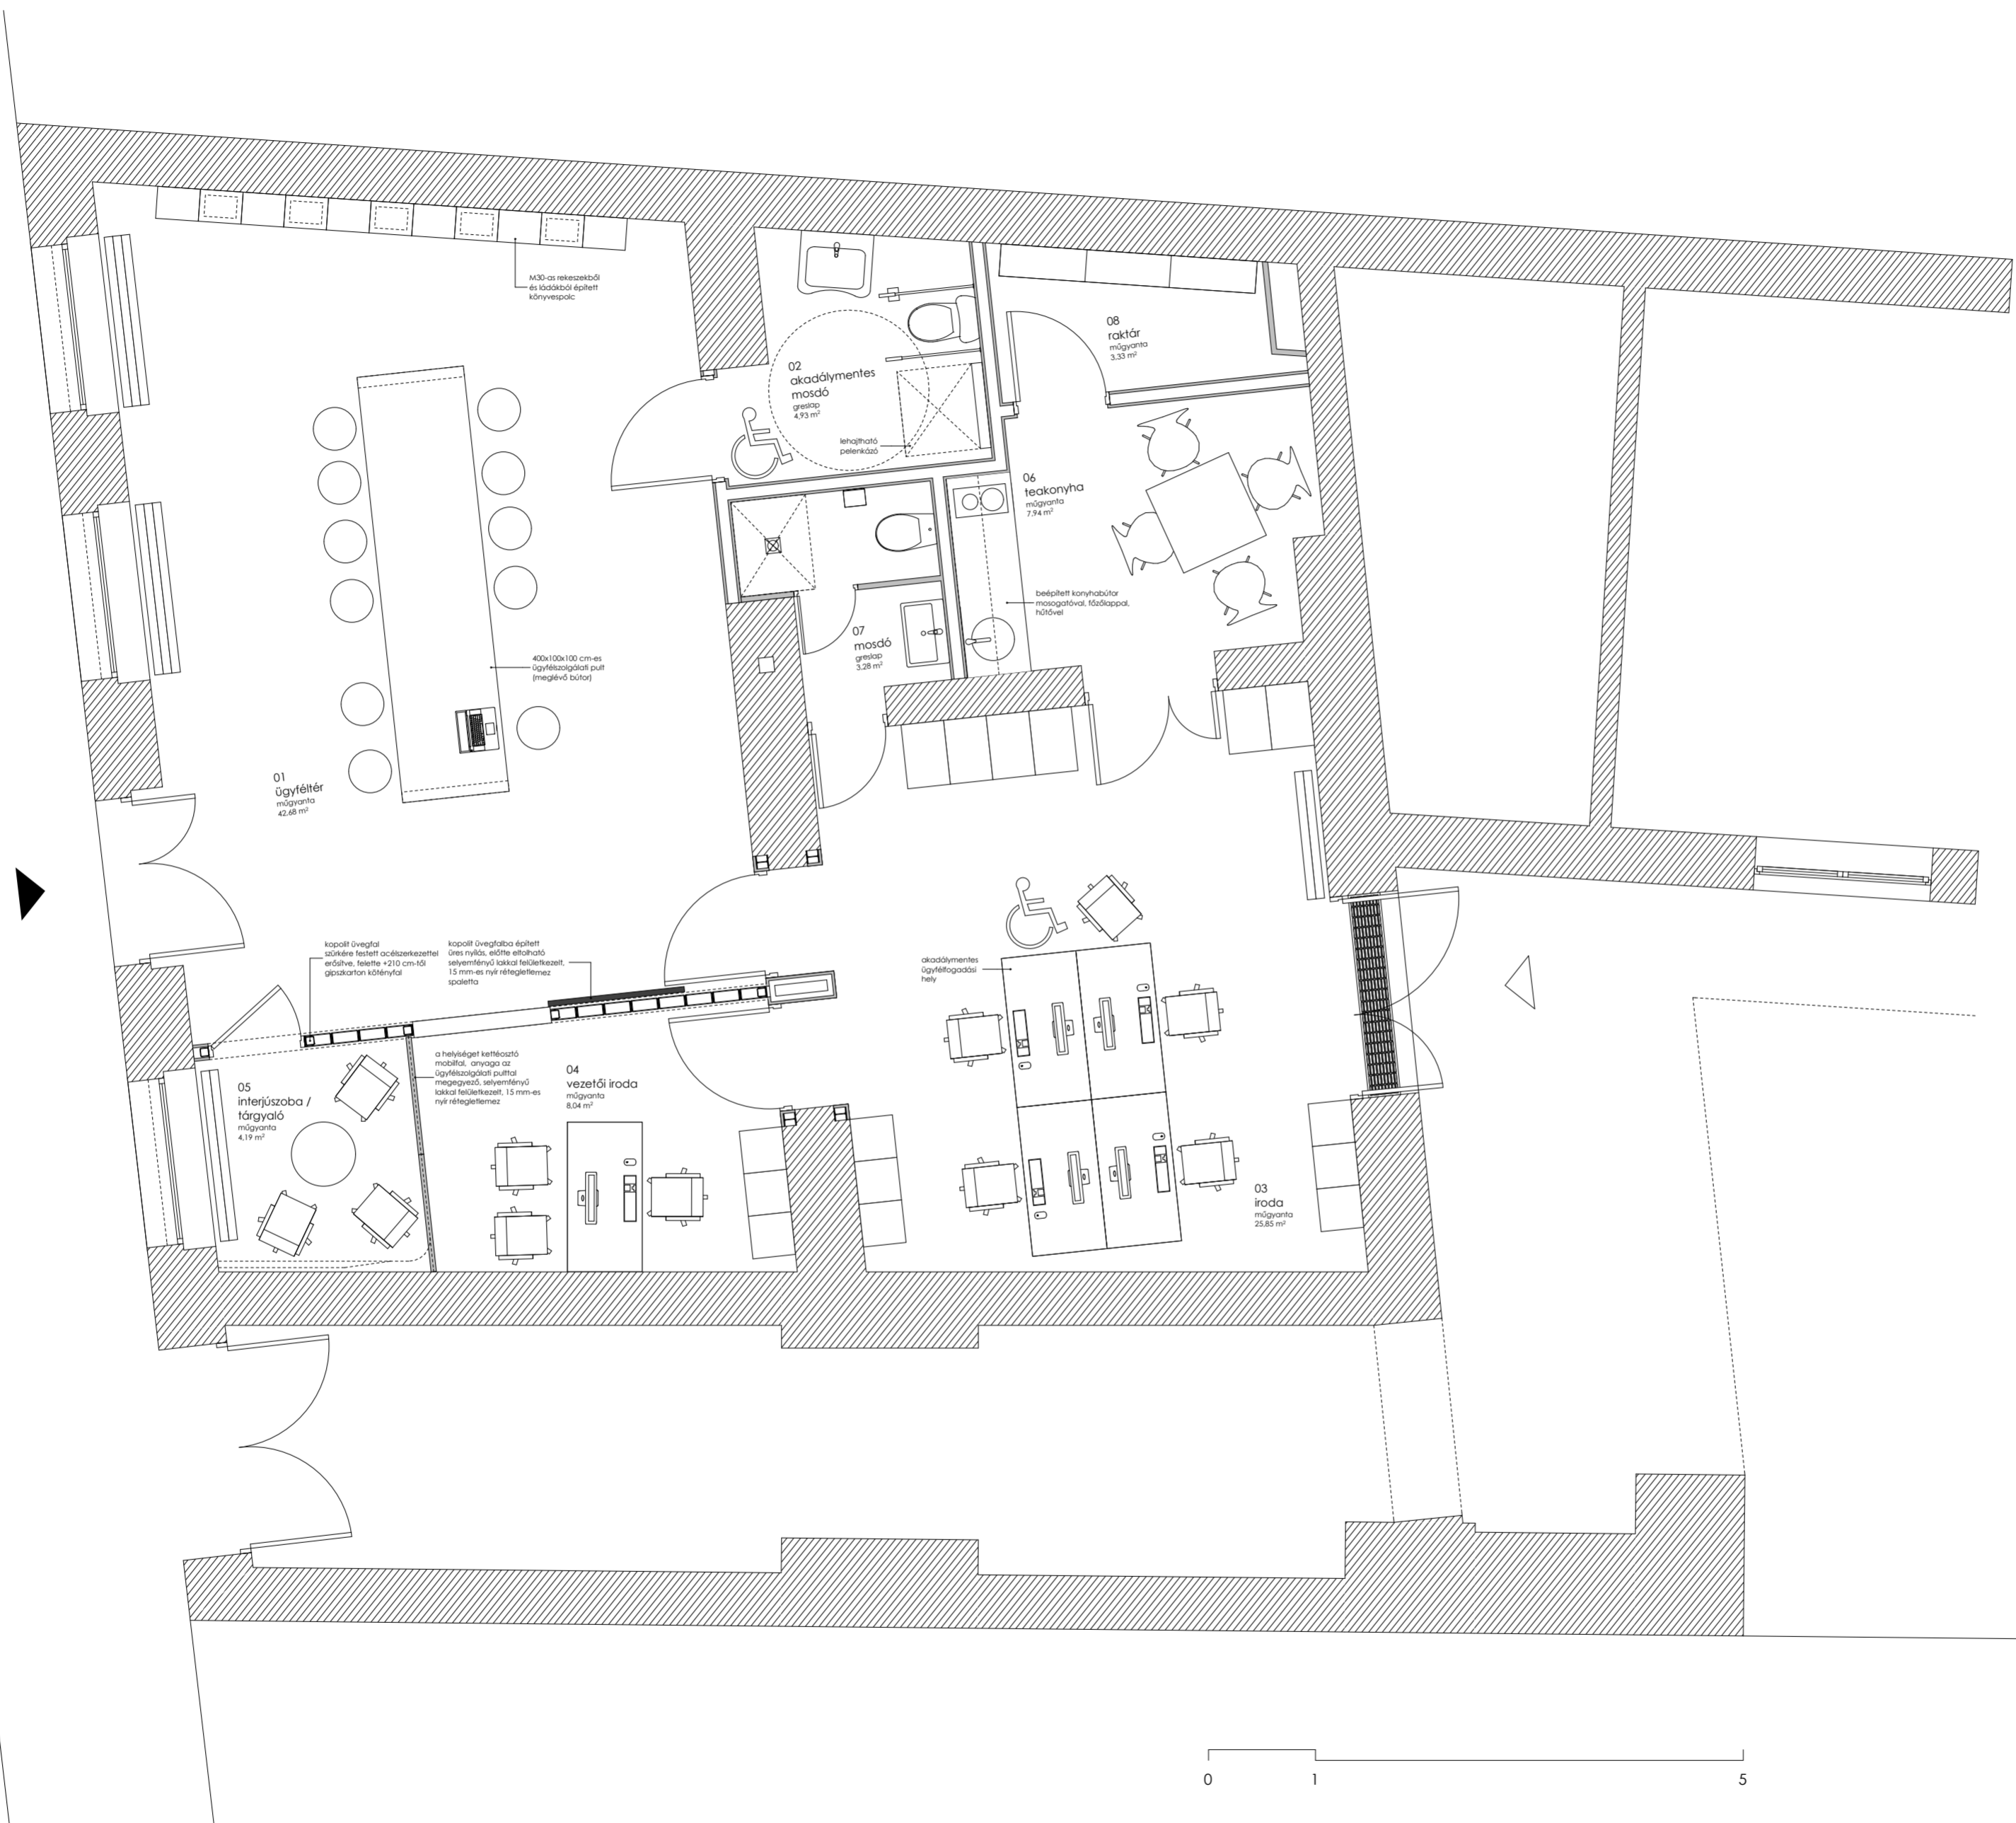 M30-as rekeszekből
és ládákból épített
könyvespolc
08
raktár
műgyanta
3,33 m²
02
akadálymentes
mosdó
greslap
4,93 m²
lehajtható
pelenkázó
06
teakonyha
műgyanta
7,94 m²
beépített konyhabútor
mosogatóval, főzőlappal,
hűtővel
07
mosdó
greslap
3,28 m²
400x100x100 cm-es
ügyfélszolgálati pult
(meglévő bútor)
01
ügyféltér
műgyanta
42,68 m²
kopolit üvegfal
szürkére festett acélszerkezettel
erősítve, felette +210 cm-től
gipszkarton kötényfal
kopolit üvegfalba épített
üres nyílás, előtte eltolható
selyemfényű lakkal felületkezelt,
15 mm-es nyír rétegletlemez
spaletta
akadálymentes
ügyfélfogadási
hely
a helyiséget kettéosztó
mobilfal, anyaga az
ügyfélszolgálati pulttal
megegyező, selyemfényű
lakkal felületkezelt, 15 mm-es
nyír rétegletlemez
04
vezetői iroda
műgyanta
8,04 m²
05
interjúszoba /
tárgyaló
műgyanta
4,19 m²
03
iroda
műgyanta
25,85 m²
0 1 5